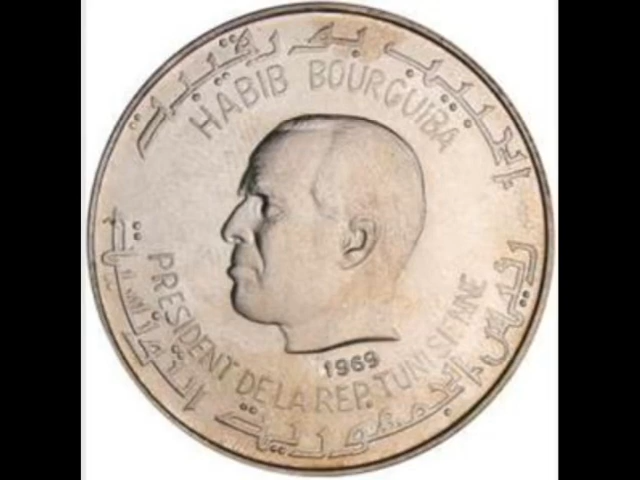 الحبيب بورقيبة
HABIB BOURGUIBA
1969
PRESIDENT DE LA REP. TUNISIENNE
رئيس الجمهورية التونسية